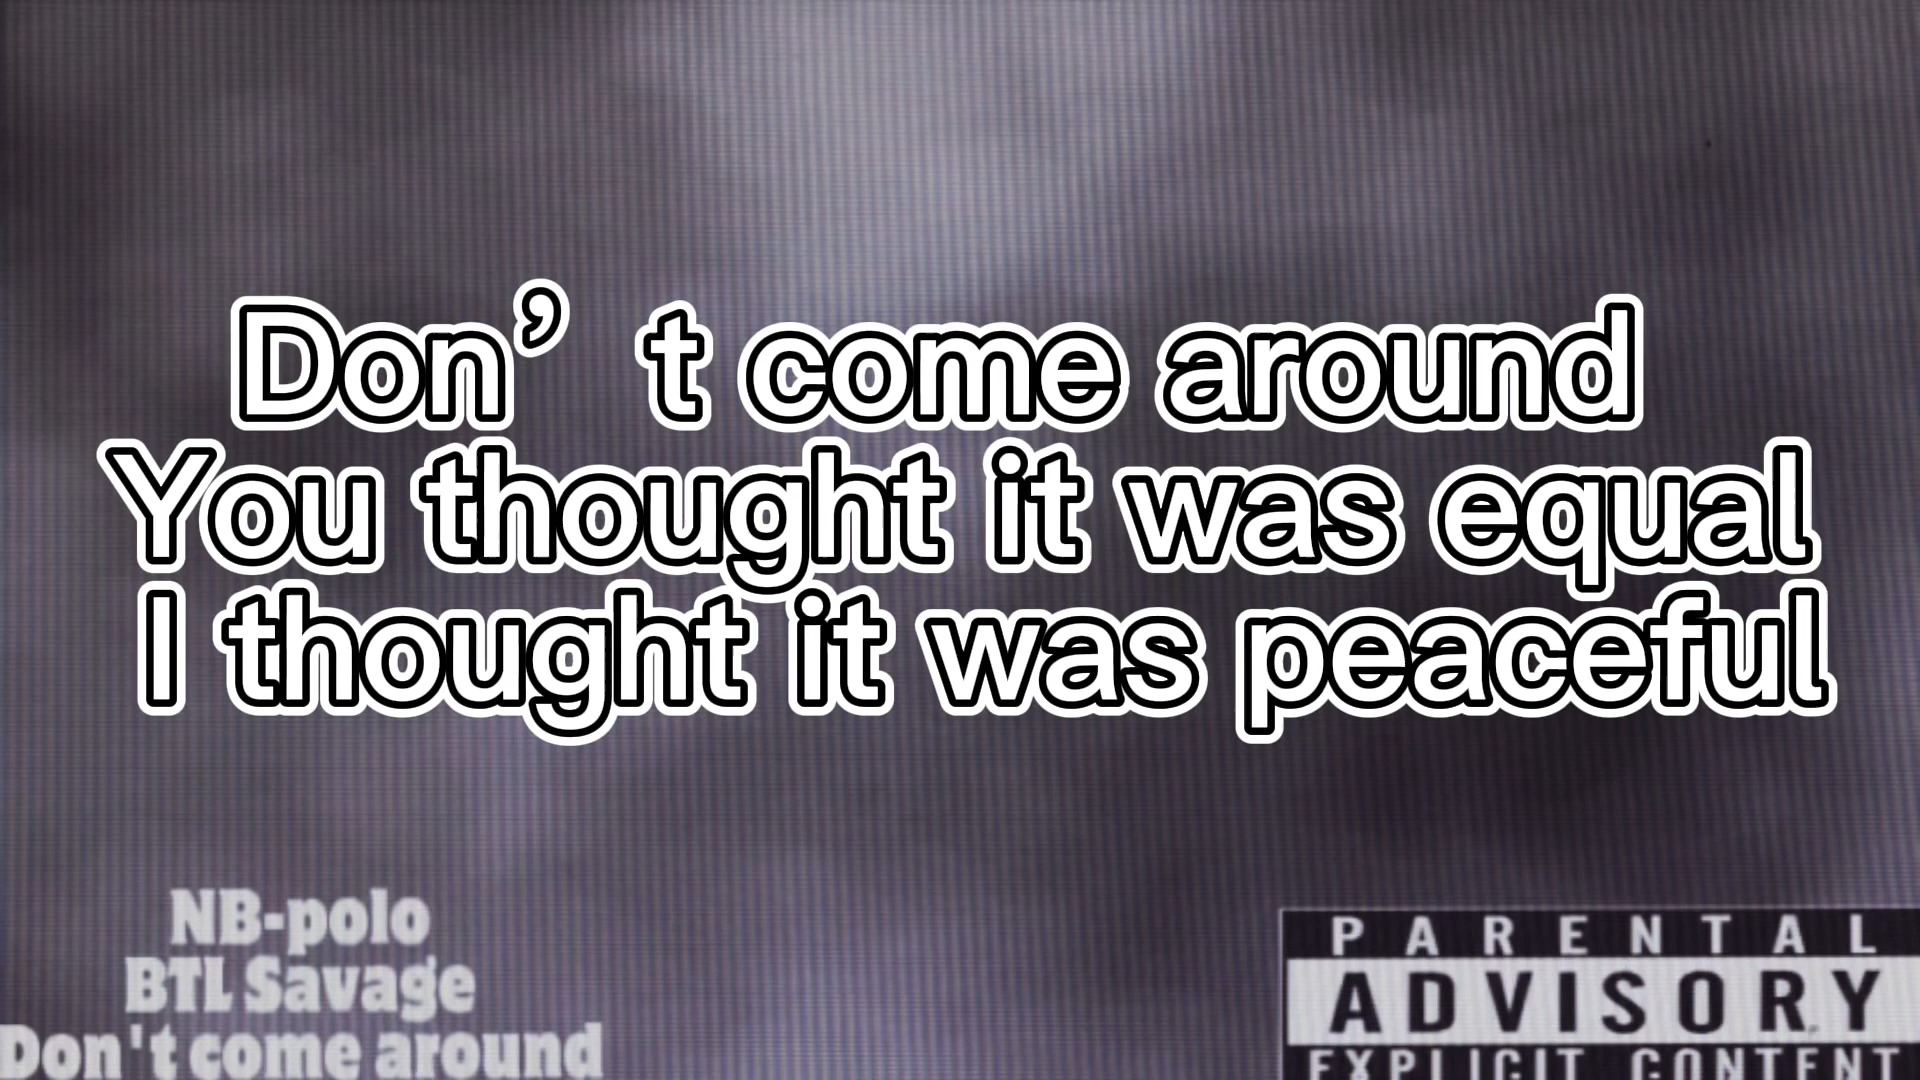 Don’t come around
You thought it was equal
I thought it was peaceful
NB-polo
BTL Savage
Don't come around
PARENTAL
ADVISORY
EXPLICIT CONTENT